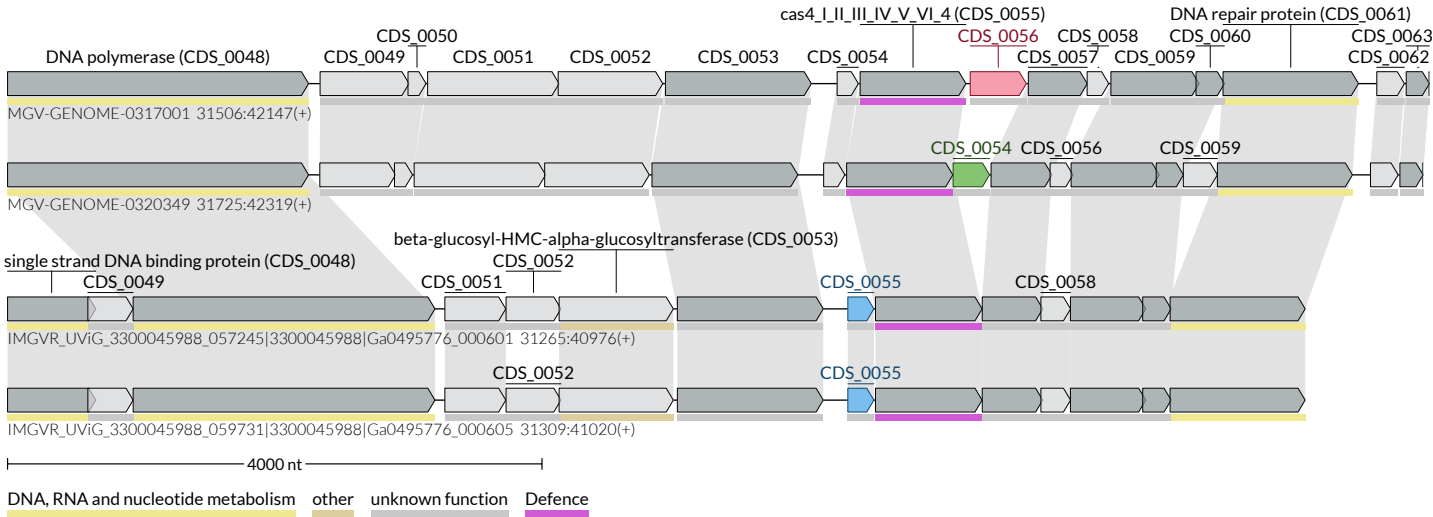 cas4_I_II_III_IV_V_VI_4 (CDS_0055) DNA repair protein (CDS_0061)
CDS_0050 CDS_0056 CDS_0058 CDS_0060 CDS_0063
DNA polymerase (CDS_0048) CDS_0049 CDS_0051 CDS_0052 CDS_0053 CDS_0054 CDS_0057 CDS_0059 CDS_0062
MGV-GENOME-0317001 31506:42147(+)
CDS_0054 CDS_0056 CDS_0059
MGV-GENOME-0320349 31725:42319(+)
beta-glucosyl-HMC-alpha-glucosyltransferase (CDS_0053)
single strand DNA binding protein (CDS_0048) CDS_0052
CDS_0049 CDS_0051 CDS_0055 CDS_0058
IMGVR_UViG_3300045988_057245|3300045988|Ga0495776_000601 31265:40976(+)
CDS_0052 CDS_0055
IMGVR_UViG_3300045988_059731|3300045988|Ga0495776_000605 31309:41020(+)
4000 nt
DNA, RNA and nucleotide metabolism other unknown function Defence